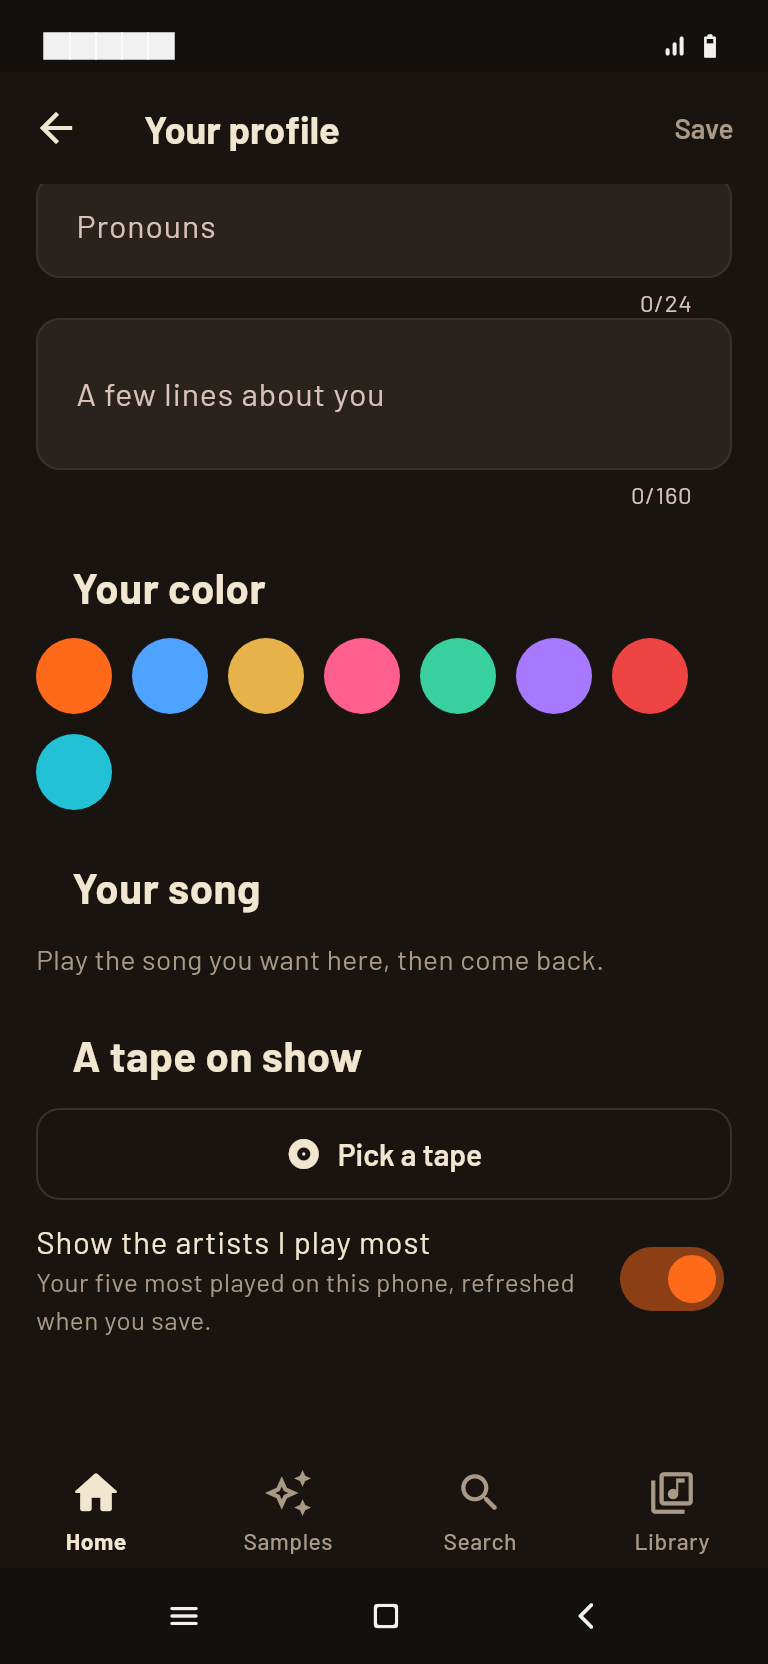 Your profile
Save
Pronouns
0/24
A few lines about you
0/160
Your color
Your song
Play the song you want here, then come back.
A tape on show
Pick a tape
Show the artists I play most
Your five most played on this phone, refreshed
when you save.
Home
Samples
Search
Library